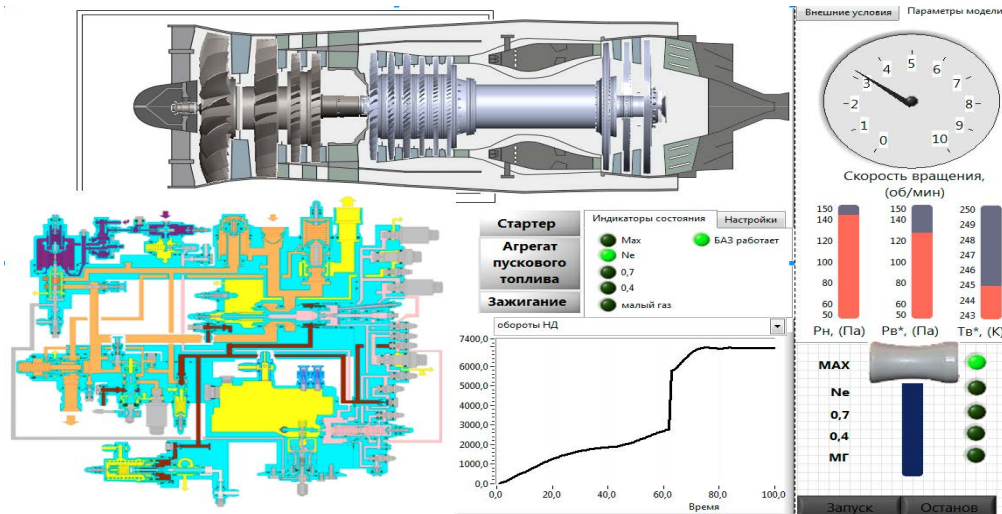 Внешние условия
Параметры модели
0
1
2
3
4
5
6
7
8
9
10
Скорость вращения,
(об/мин)
150
140
120
100
80
60
50
150
140
120
100
80
60
50
250
249
248
247
246
245
244
243
Рн, (Па)
Рв*, (Па)
Тв*, (К)
Стартер
Агрегат
пускового
топлива
Зажигание
Индикаторы состояния
Настройки
Max
Ne
0,7
0,4
малый газ
БАЗ работает
обороты НД
7400,0
6000,0
5000,0
4000,0
3000,0
2000,0
1000,0
0,0
0,0
20,0
40,0
60,0
80,0
100,0
Время
MAX
Ne
0,7
0,4
МГ
Запуск
Останов